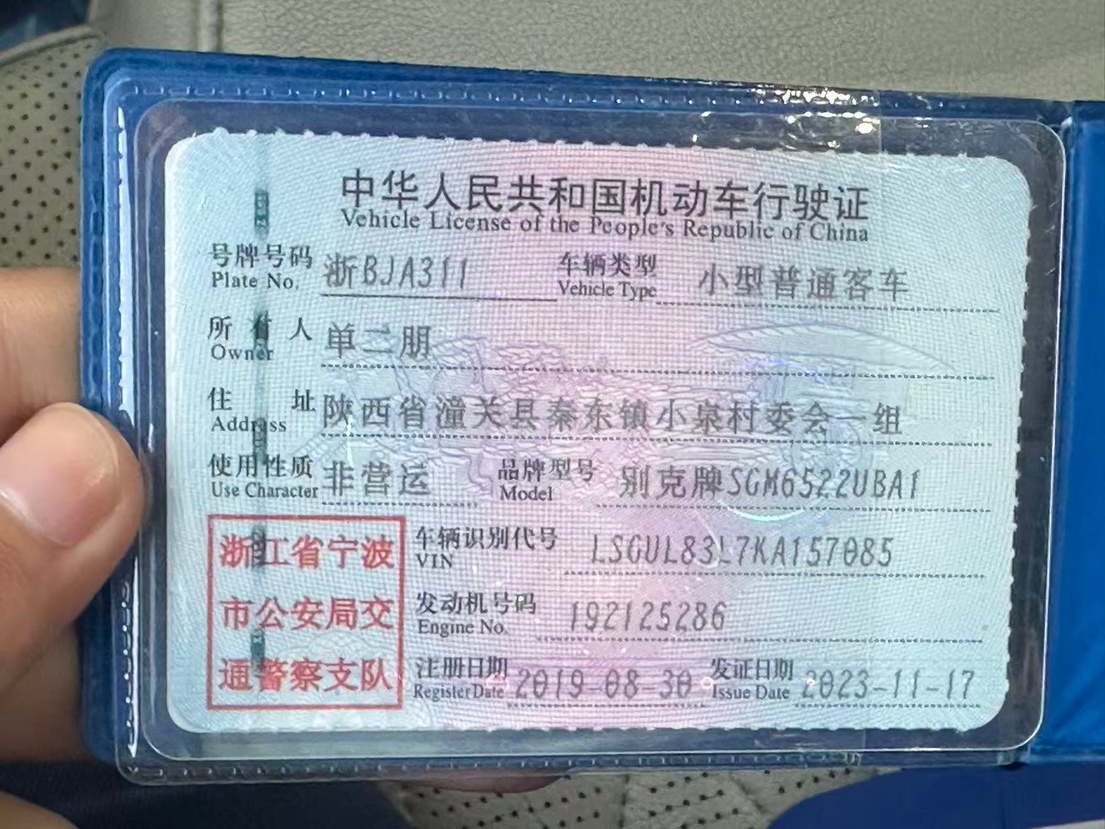 中华人民共和国机动车行驶证
Vehicle License of the People's Republic of China
号牌号码 浙BJA311 车辆类型 小型普通客车
Plate No. Vehicle Type
所有人 单二朋
Owner
住址 陕西省潼关县秦东镇小泉村委会一组
Address
使用性质 非营运 品牌型号 别克牌SGM6522UBA1
Use Character Model
浙江省宁波
市公安局交
通警察支队
车辆识别代号 LSGUL83L7KA157085
VIN
发动机号码 192125286
Engine No.
注册日期 2019-08-30 发证日期 2023-11-17
Register Date Issue Date